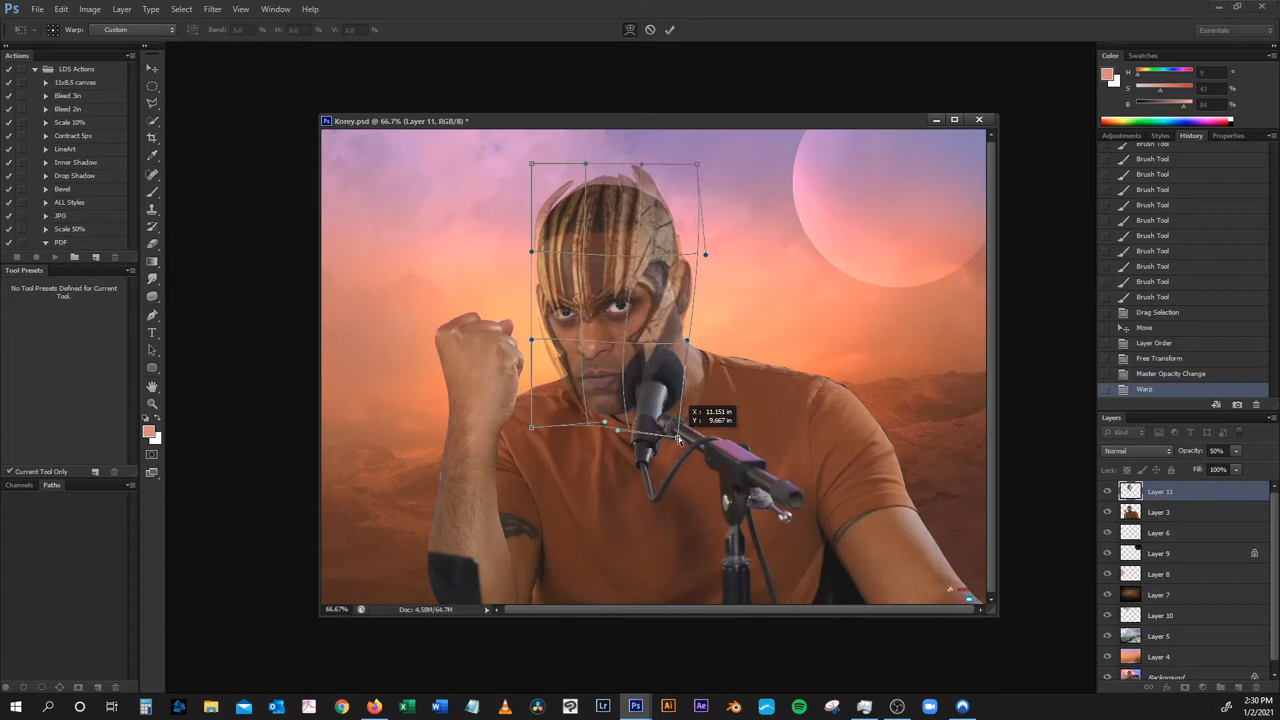 Ps File Edit Image Layer Type Select Filter View Window Help
Warp: Custom Bend: 0.0 % H: 0.0 % V: 0.0 %
Essentials
Actions
LDS Actions
11x8.5 canvas
Bleed 3in
Bleed 2in
Scale 10%
Contract 5px
LineArt
Inner Shadow
Drop Shadow
Bevel
ALL Styles
JPG
Scale 50%
PDF
Tool Presets
No Tool Presets Defined for Current
Tool.
Current Tool Only
Channels Paths
Korey.psd @ 66.7% (Layer 11, RGB/8) *
X : 11.151 in
Y : 9.667 in
66.67% Doc: 4.58M/64.7M
Color Swatches
H 9 °
S 43 %
B 84 %
Adjustments Styles History Properties
Brush Tool
Brush Tool
Brush Tool
Brush Tool
Brush Tool
Brush Tool
Brush Tool
Brush Tool
Brush Tool
Brush Tool
Brush Tool
Drag Selection
Move
Layer Order
Free Transform
Master Opacity Change
Warp
Layers
Kind
Normal Opacity: 50%
Lock: Fill: 100%
Layer 11
Layer 3
Layer 6
Layer 9
Layer 8
Layer 7
Layer 10
Layer 5
Layer 4
Background
2:30 PM
1/2/2021